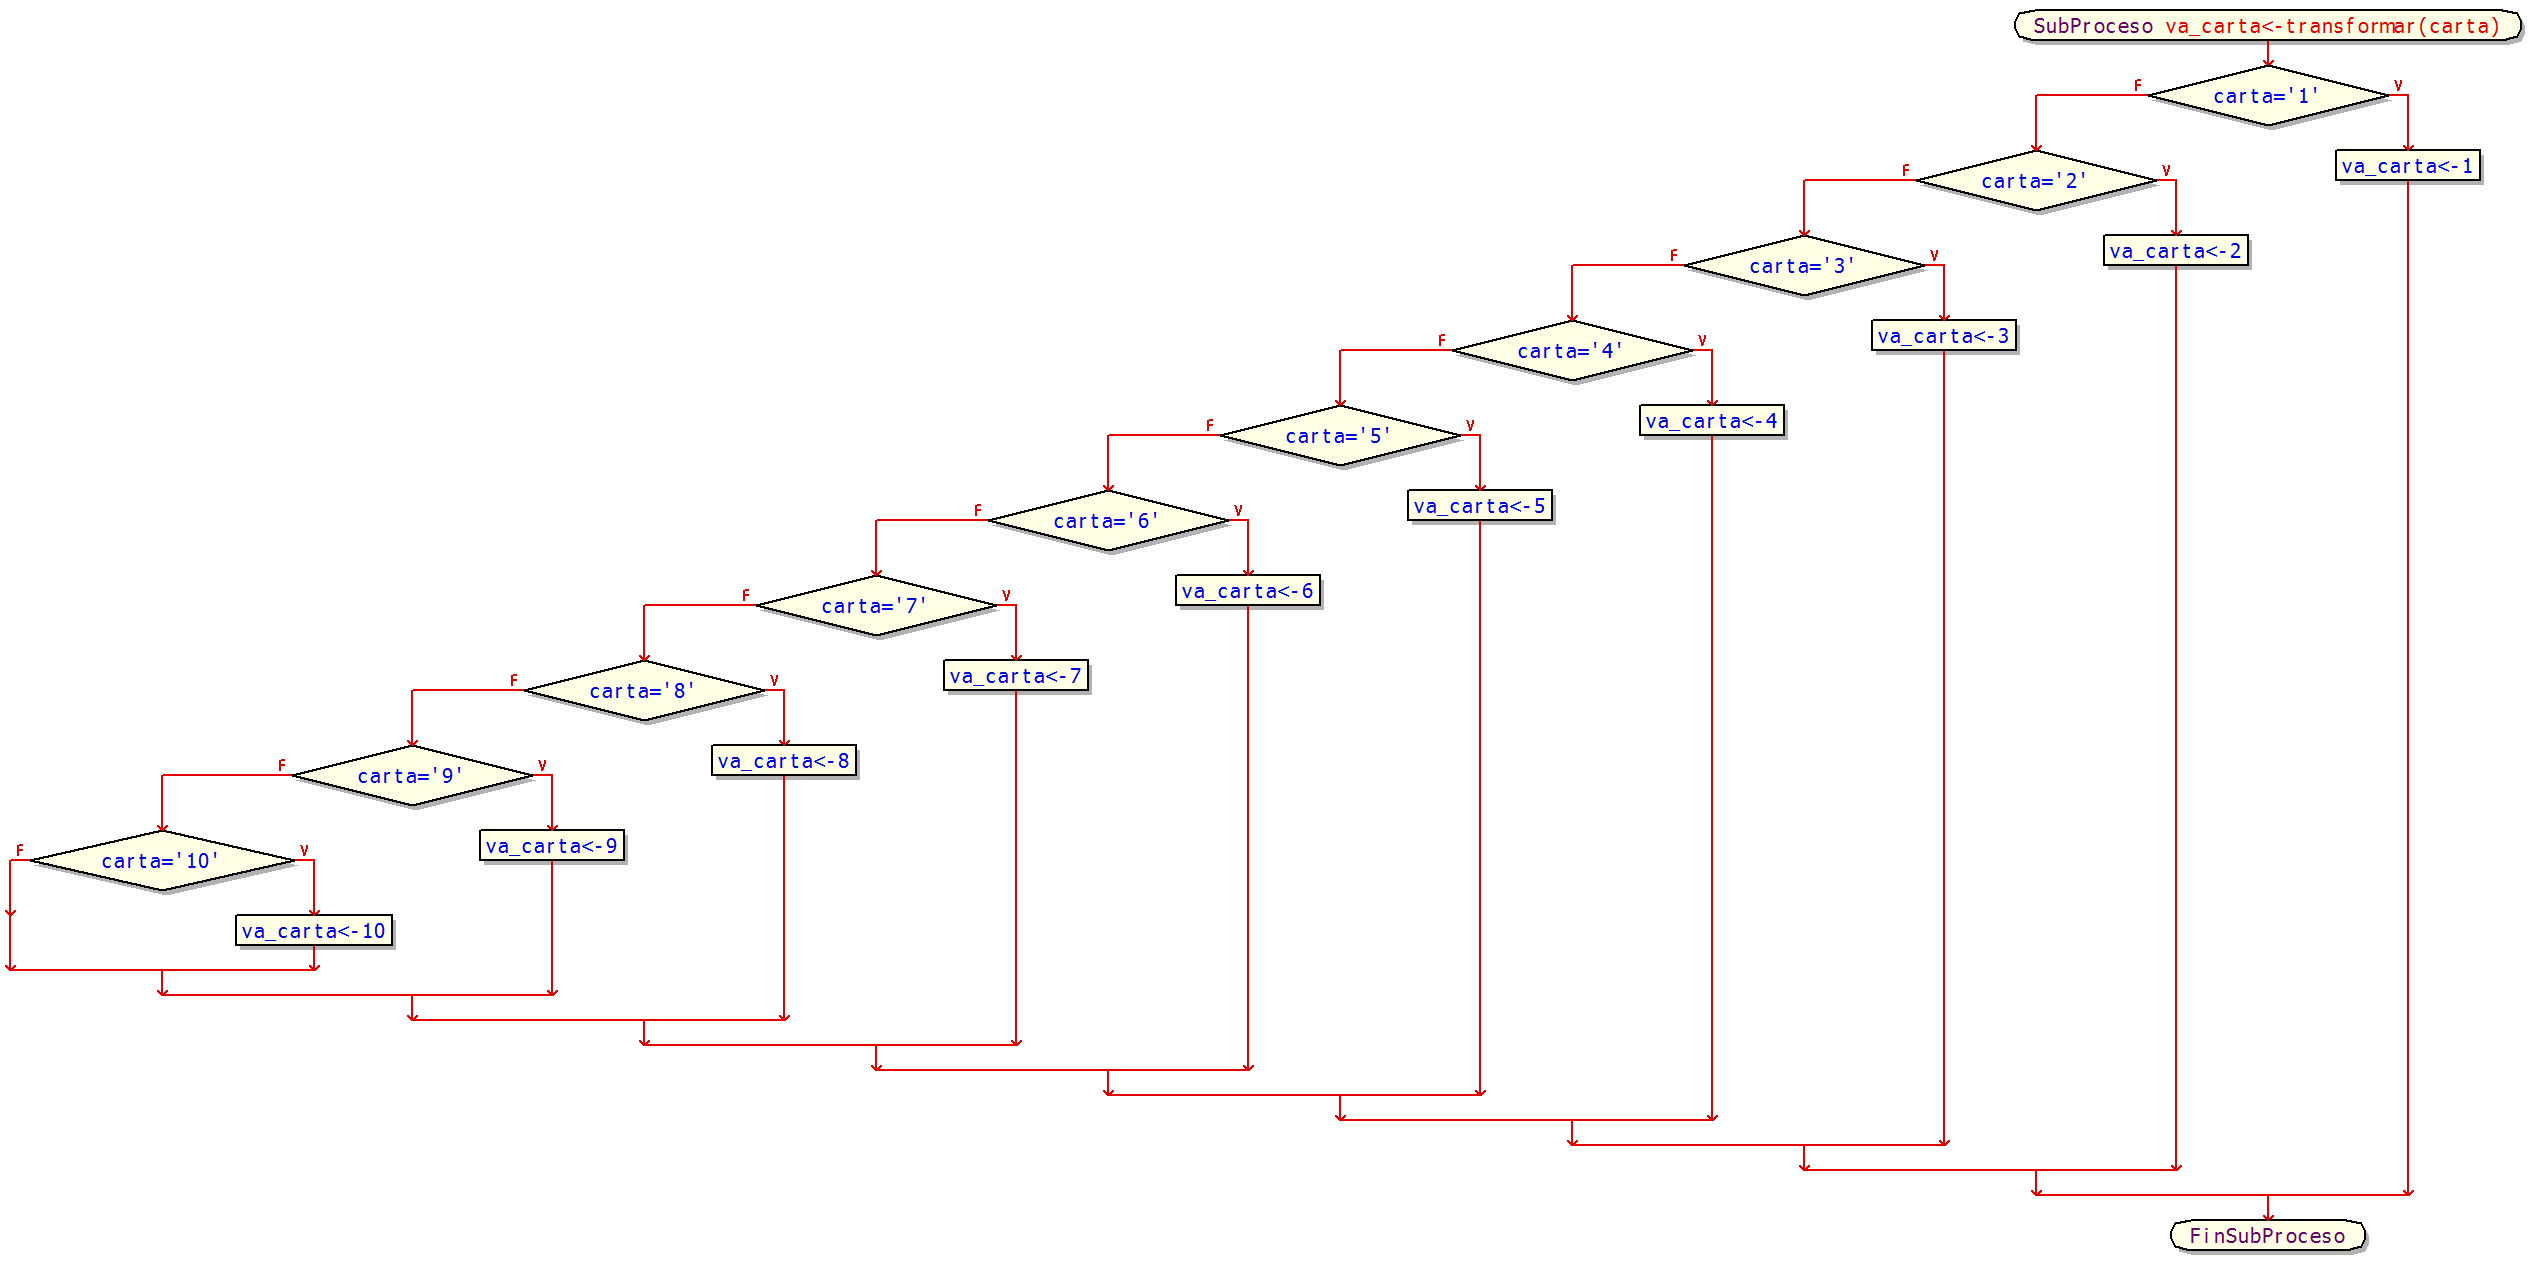 SubProceso va_carta<-transformar(carta)
F
carta='1'
V
va_carta<-1
F
carta='2'
V
va_carta<-2
F
carta='3'
V
va_carta<-3
F
carta='4'
V
va_carta<-4
F
carta='5'
V
va_carta<-5
F
carta='6'
V
va_carta<-6
F
carta='7'
V
va_carta<-7
F
carta='8'
V
va_carta<-8
F
carta='9'
V
va_carta<-9
F
carta='10'
V
va_carta<-10
FinSubProceso